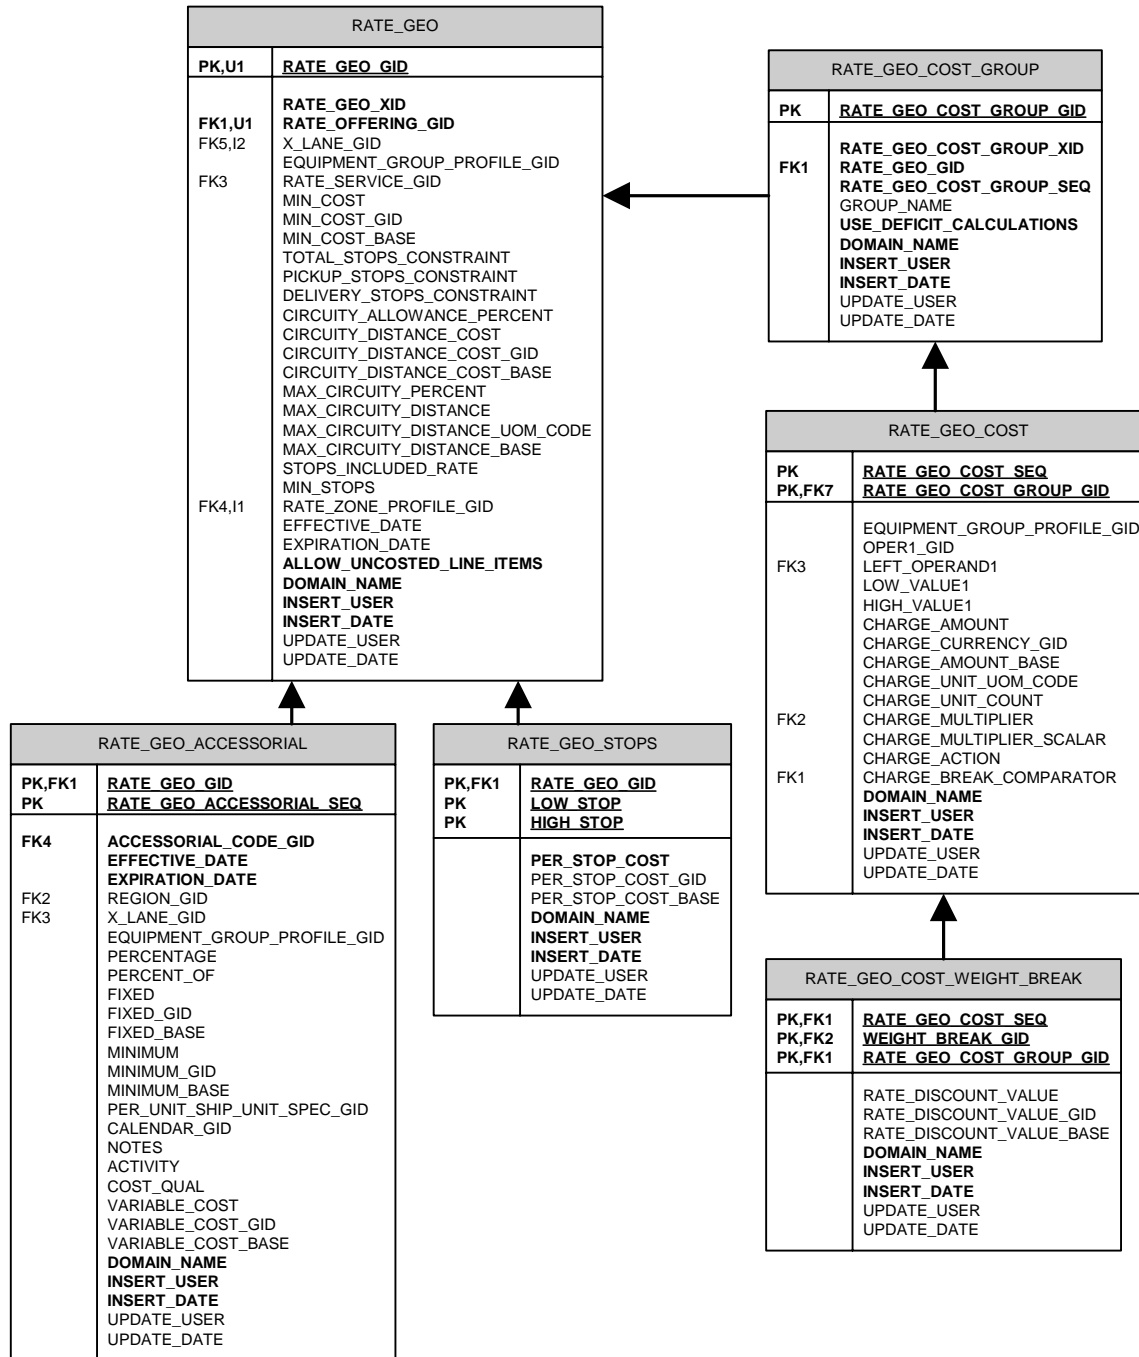 RATE_GEO
PK,U1 RATE_GEO_GID
RATE_GEO_XID
FK1,U1 RATE_OFFERING_GID
FK5,I2 X_LANE_GID
EQUIPMENT_GROUP_PROFILE_GID
FK3 RATE_SERVICE_GID
MIN_COST
MIN_COST_GID
MIN_COST_BASE
TOTAL_STOPS_CONSTRAINT
PICKUP_STOPS_CONSTRAINT
DELIVERY_STOPS_CONSTRAINT
CIRCUITY_ALLOWANCE_PERCENT
CIRCUITY_DISTANCE_COST
CIRCUITY_DISTANCE_COST_GID
CIRCUITY_DISTANCE_COST_BASE
MAX_CIRCUITY_PERCENT
MAX_CIRCUITY_DISTANCE
MAX_CIRCUITY_DISTANCE_UOM_CODE
MAX_CIRCUITY_DISTANCE_BASE
STOPS_INCLUDED_RATE
MIN_STOPS
FK4,I1 RATE_ZONE_PROFILE_GID
EFFECTIVE_DATE
EXPIRATION_DATE
ALLOW_UNCOSTED_LINE_ITEMS
DOMAIN_NAME
INSERT_USER
INSERT_DATE
UPDATE_USER
UPDATE_DATE
RATE_GEO_COST_GROUP
PK RATE_GEO_COST_GROUP_GID
RATE_GEO_COST_GROUP_XID
FK1 RATE_GEO_GID
RATE_GEO_COST_GROUP_SEQ
GROUP_NAME
USE_DEFICIT_CALCULATIONS
DOMAIN_NAME
INSERT_USER
INSERT_DATE
UPDATE_USER
UPDATE_DATE
RATE_GEO_COST
PK RATE_GEO_COST_SEQ
PK,FK7 RATE_GEO_COST_GROUP_GID
EQUIPMENT_GROUP_PROFILE_GID
OPER1_GID
FK3 LEFT_OPERAND1
LOW_VALUE1
HIGH_VALUE1
CHARGE_AMOUNT
CHARGE_CURRENCY_GID
CHARGE_AMOUNT_BASE
CHARGE_UNIT_UOM_CODE
CHARGE_UNIT_COUNT
FK2 CHARGE_MULTIPLIER
CHARGE_MULTIPLIER_SCALAR
CHARGE_ACTION
FK1 CHARGE_BREAK_COMPARATOR
DOMAIN_NAME
INSERT_USER
INSERT_DATE
UPDATE_USER
UPDATE_DATE
RATE_GEO_ACCESSORIAL
PK,FK1 RATE_GEO_GID
PK RATE_GEO_ACCESSORIAL_SEQ
FK4 ACCESSORIAL_CODE_GID
EFFECTIVE_DATE
EXPIRATION_DATE
FK2 REGION_GID
FK3 X_LANE_GID
EQUIPMENT_GROUP_PROFILE_GID
PERCENTAGE
PERCENT_OF
FIXED
FIXED_GID
FIXED_BASE
MINIMUM
MINIMUM_GID
MINIMUM_BASE
PER_UNIT_SHIP_UNIT_SPEC_GID
CALENDAR_GID
NOTES
ACTIVITY
COST_QUAL
VARIABLE_COST
VARIABLE_COST_GID
VARIABLE_COST_BASE
DOMAIN_NAME
INSERT_USER
INSERT_DATE
UPDATE_USER
UPDATE_DATE
RATE_GEO_STOPS
PK,FK1 RATE_GEO_GID
PK LOW_STOP
PK HIGH_STOP
PER_STOP_COST
PER_STOP_COST_GID
PER_STOP_COST_BASE
DOMAIN_NAME
INSERT_USER
INSERT_DATE
UPDATE_USER
UPDATE_DATE
RATE_GEO_COST_WEIGHT_BREAK
PK,FK1 RATE_GEO_COST_SEQ
PK,FK2 WEIGHT_BREAK_GID
PK,FK1 RATE_GEO_COST_GROUP_GID
RATE_DISCOUNT_VALUE
RATE_DISCOUNT_VALUE_GID
RATE_DISCOUNT_VALUE_BASE
DOMAIN_NAME
INSERT_USER
INSERT_DATE
UPDATE_USER
UPDATE_DATE